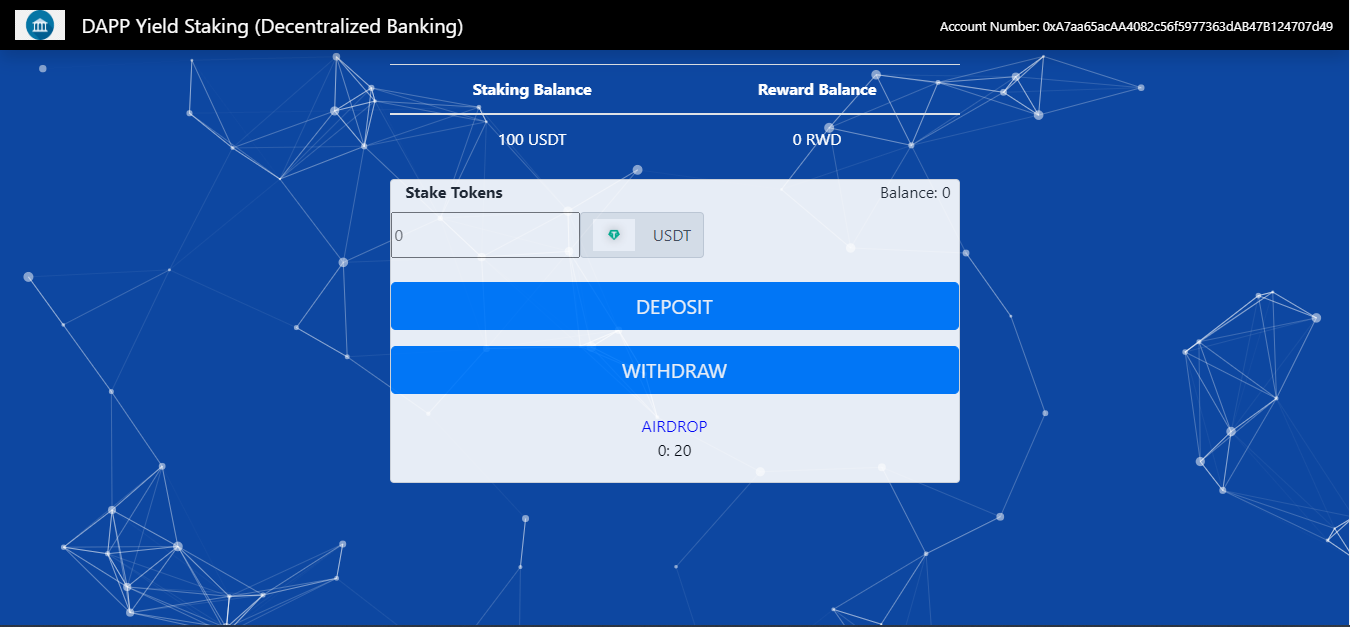 DAPP Yield Staking (Decentralized Banking)
Account Number: 0xA7aa65acAA4082c56f5977363dAB47B124707d49
Staking Balance Reward Balance
100 USDT 0 RWD
Stake Tokens Balance: 0
0 USDT
DEPOSIT
WITHDRAW
AIRDROP
0: 20